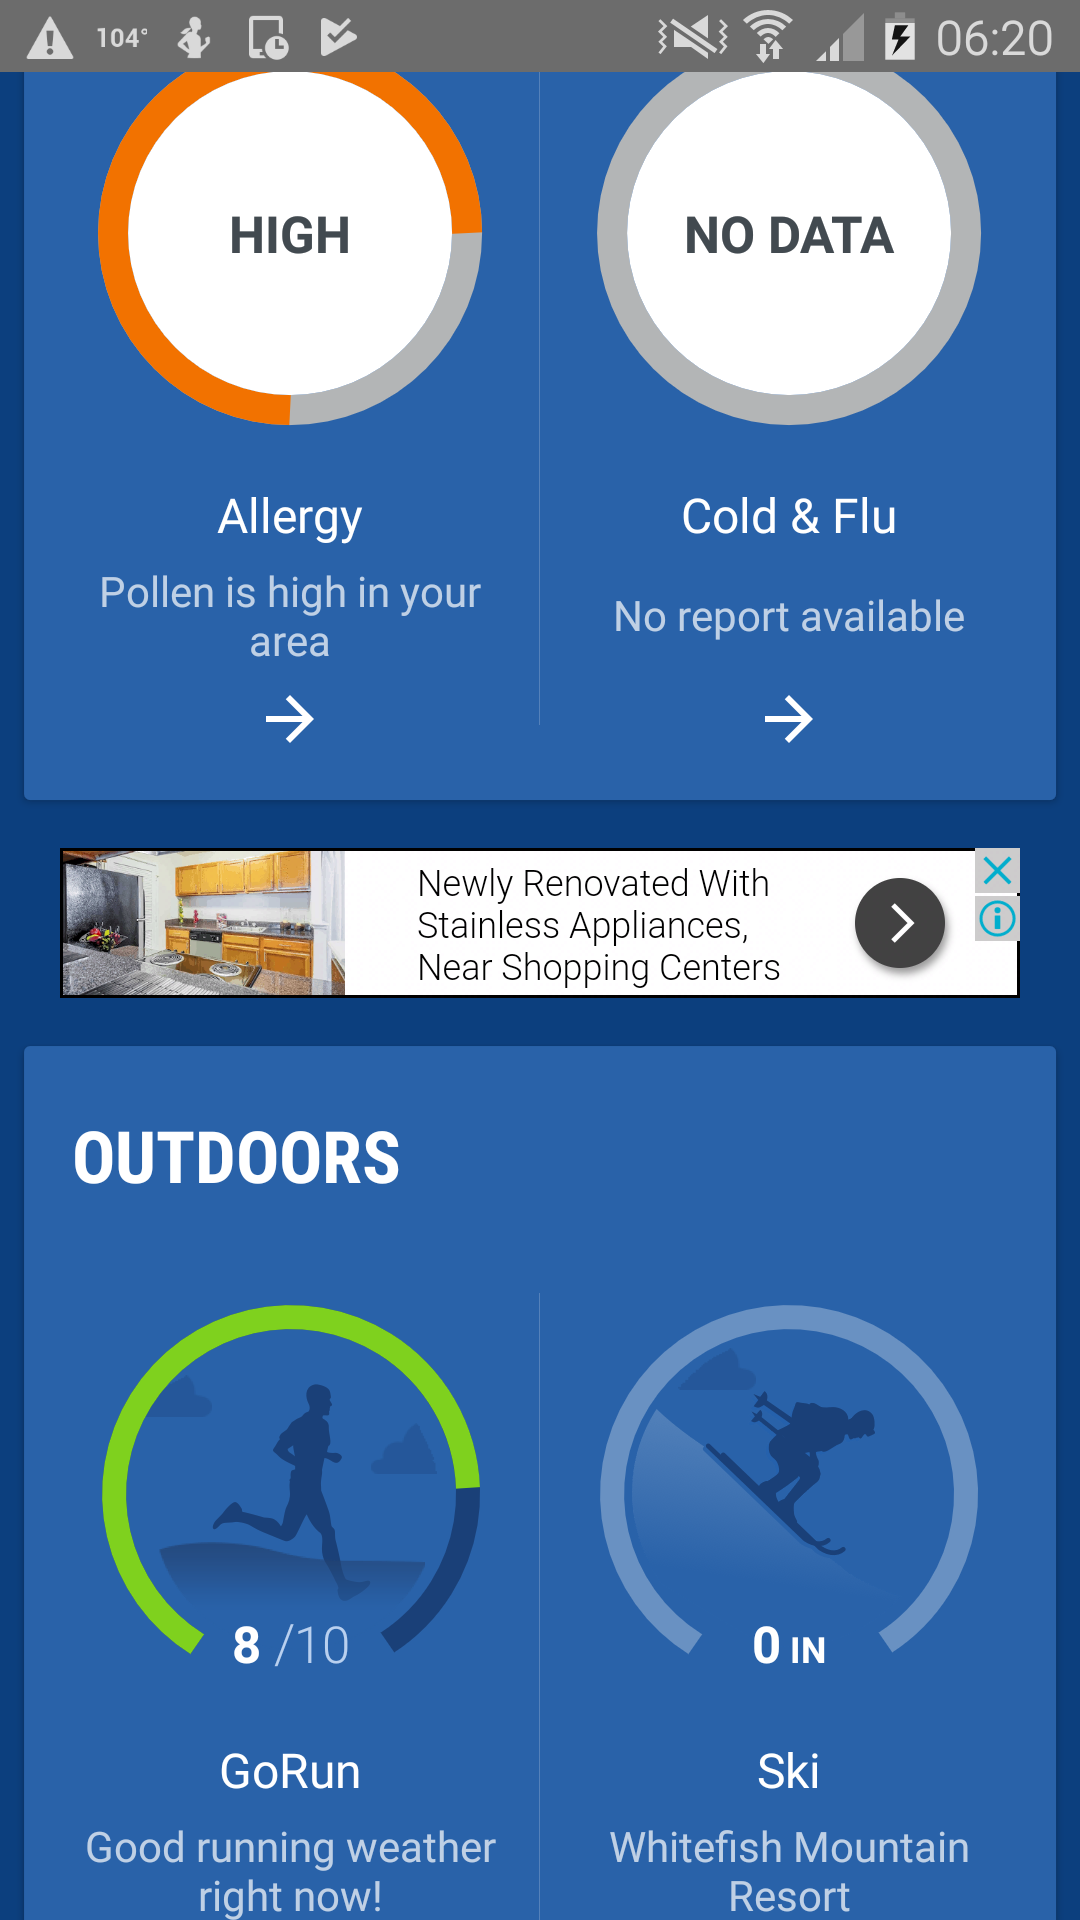 104°
06:20
HIGH
NO DATA
Allergy
Cold & Flu
Pollen is high in your
area
No report available
Newly Renovated With
Stainless Appliances,
Near Shopping Centers
OUTDOORS
8 /10
0 IN
GoRun
Ski
Good running weather
right now!
Whitefish Mountain
Resort